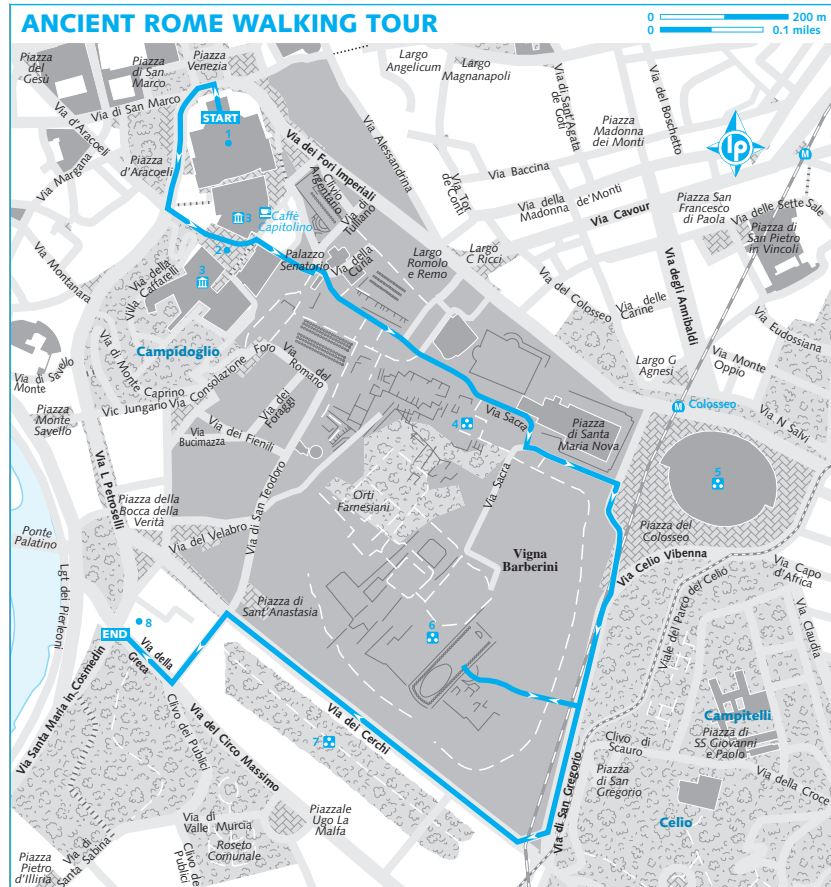 ANCIENT ROME WALKING TOUR
0 200 m
0 0.1 miles
Piazza
del
Gesù
Piazza
di San
Marco
Piazza
Venezia
Largo
Angelicum
Largo
Magnanapoli
Via di Sant'Agata
de' Goti
Via del Boschetto
Via di San Marco
Via d'Aracoeli
START
1
Via dei Fori Imperiali
Via Alessandrina
Piazza
Madonna
dei Monti
lp
M
Via Margana
Piazza
d'Aracoeli
Clivio
Argentario
Via Baccina
Via Tor
de' Conti
Via della
Madonna de'Monti
Piazza San
Francesco
di Paola
Via delle Sette Sale
3
Caffè
Capitolino
Via di
Tulliano
Via Cavour
Piazza di
San Pietro
in Vincoli
2
Via Montanara
Via della
Villa Caffarelli
3
Palazzo
Senatorio
Via della
Curia
Largo
Romolo
e Remo
Largo
C Ricci
Via del Colosseo
Via degli Annibaldi
Via delle
Carine
Via Eudossiana
Campidoglio
Via di Monte
Caprino
Via di
Monte Savello
Vic Jungario
Via Consolazione
Foro
Via del
Romano
Largo G
Agnesi
Via Monte
Oppio
Piazza
Monte
Savello
Via dei
Foraggi
Via
Bucimazza
Via dei Fienili
4
Via Sacra
Piazza
di Santa
Maria Nova
M Colosseo
Via N Salvi
Via L Petroselli
Via di San Teodoro
Via Sacra
5
Piazza della
Bocca della
Verità
Orti
Farnesiani
Ponte
Palatino
Via del Velabro
Vigna
Barberini
Piazza del
Colosseo
Via Celio Vibenna
Lgt dei Pierleoni
Via Capo
d'Africa
Piazza di
Sant'Anastasia
Viale del Parco del Celio
Via Claudia
8
END
6
Via della
Greca
Via Santa Maria in Cosmedin
Clivo dei Publici
Via del Circo Massimo
Via dei Cerchi
7
Campitelli
Clivo di
Scauro
Piazza di
SS Giovanni
e Paolo
Piazza
di San
Gregorio
Via della Croce
Via di San Gregorio
Piazzale
Ugo La
Malfa
Via di
Valle Murcia
Roseto
Comunale
Clivo de
Publici
Celio
Via di
Santa Sabina
Piazza
Pietro
d'Illiria